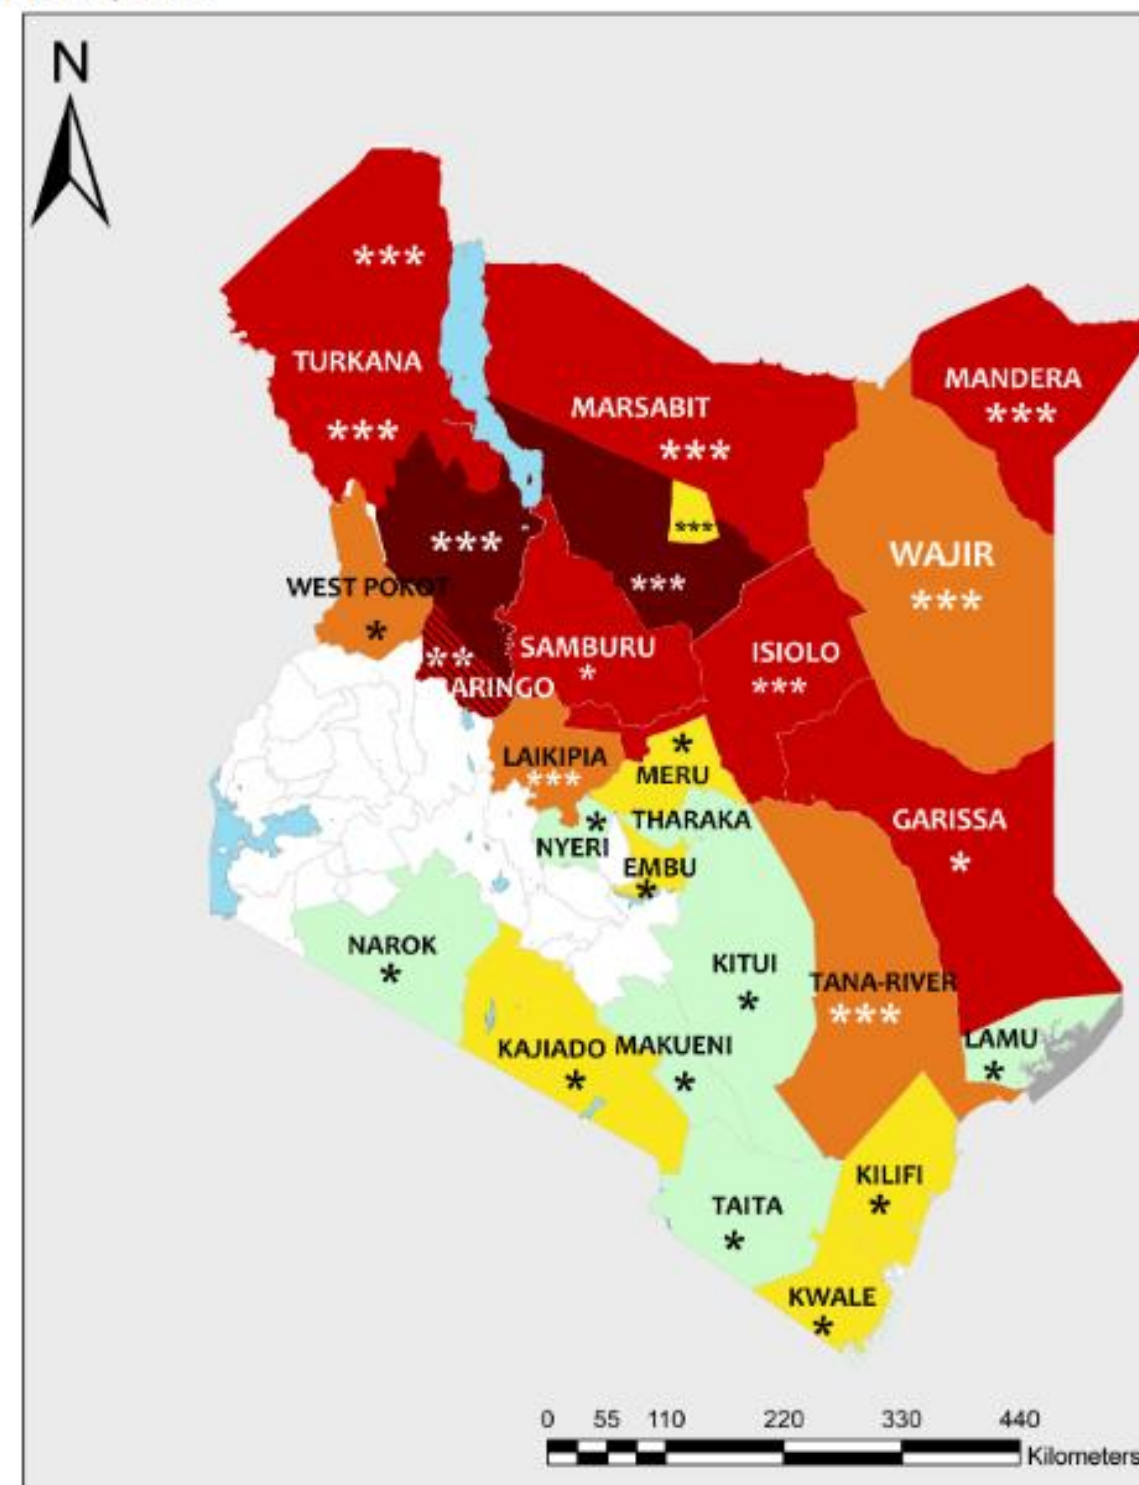 N
***
TURKANA
***
MARSABIT
***
MANDERA
***
***
***
***
WAJIR
***
WEST POKOT
*
**
BARINGO
SAMBURU
*
ISIOLO
***
LAIKIPIA
***
*
MERU
THARAKA
*
NYERI
EMBU
*
GARISSA
*
NAROK
*
KITUI
*
TANA-RIVER
***
LAMU
*
KAJIADO
*
MAKUENI
*
KILIFI
*
TAITA
*
KWALE
*
0 55 110 220 330 440
Kilometers